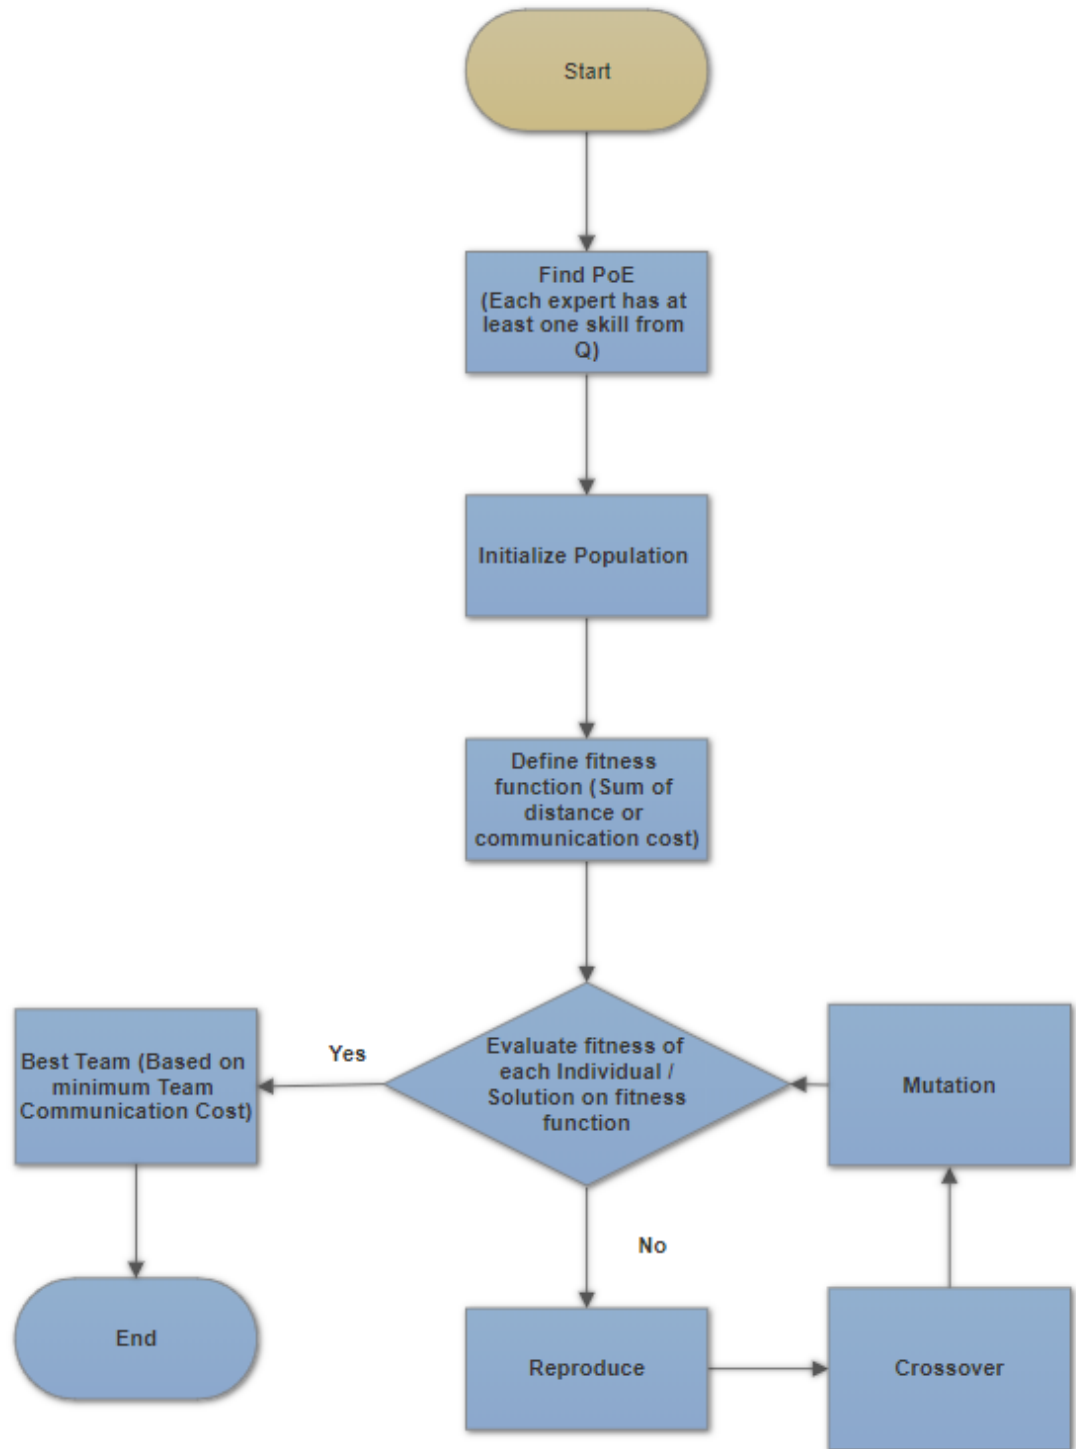 Start
Find PoE
(Each expert has at
least one skill from
Q)
Initialize Population
Define fitness
function (Sum of
distance or
communication cost)
Evaluate fitness of
each Individual /
Solution on fitness
function
Yes
Best Team (Based on
minimum Team
Communication Cost)
End
No
Reproduce
Crossover
Mutation